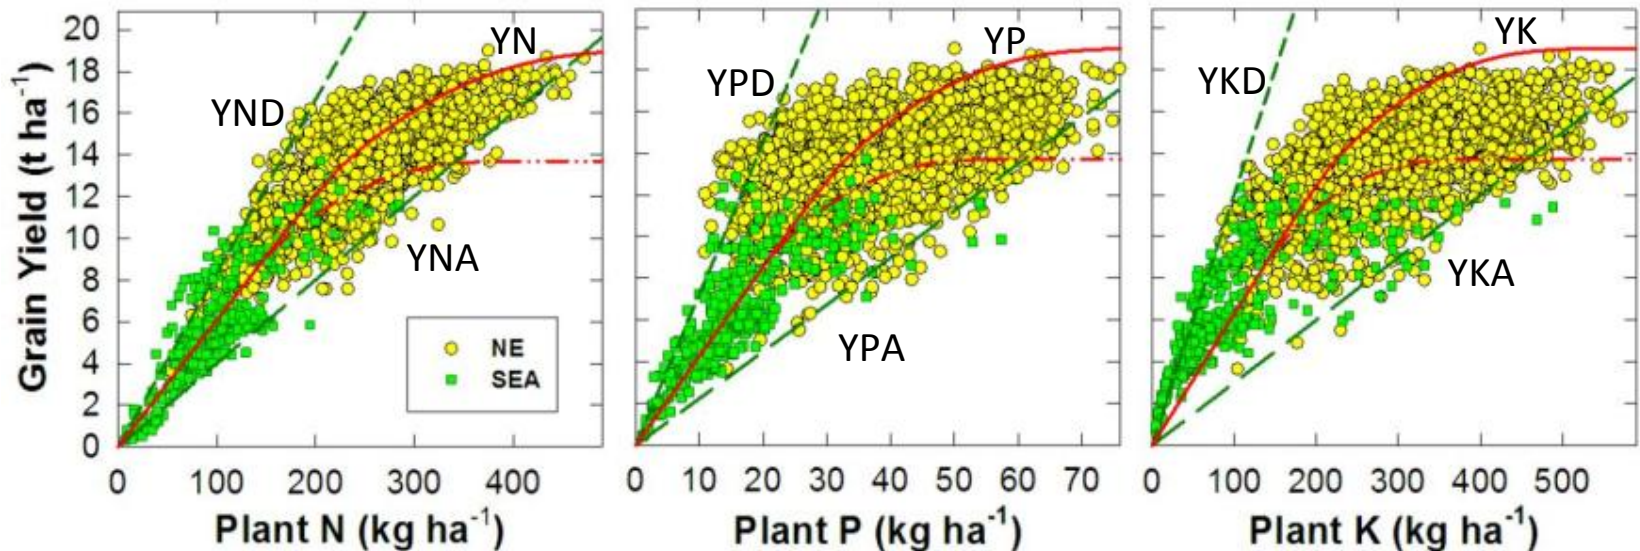 Grain Yield (t ha⁻¹)
20
18
16
14
12
10
8
6
4
2
0
YND
YN
YNA
NE
SEA
0 100 200 300 400
Plant N (kg ha⁻¹)
YPD
YP
YPA
0 10 20 30 40 50 60 70
Plant P (kg ha⁻¹)
YKD
YK
YKA
0 100 200 300 400 500
Plant K (kg ha⁻¹)